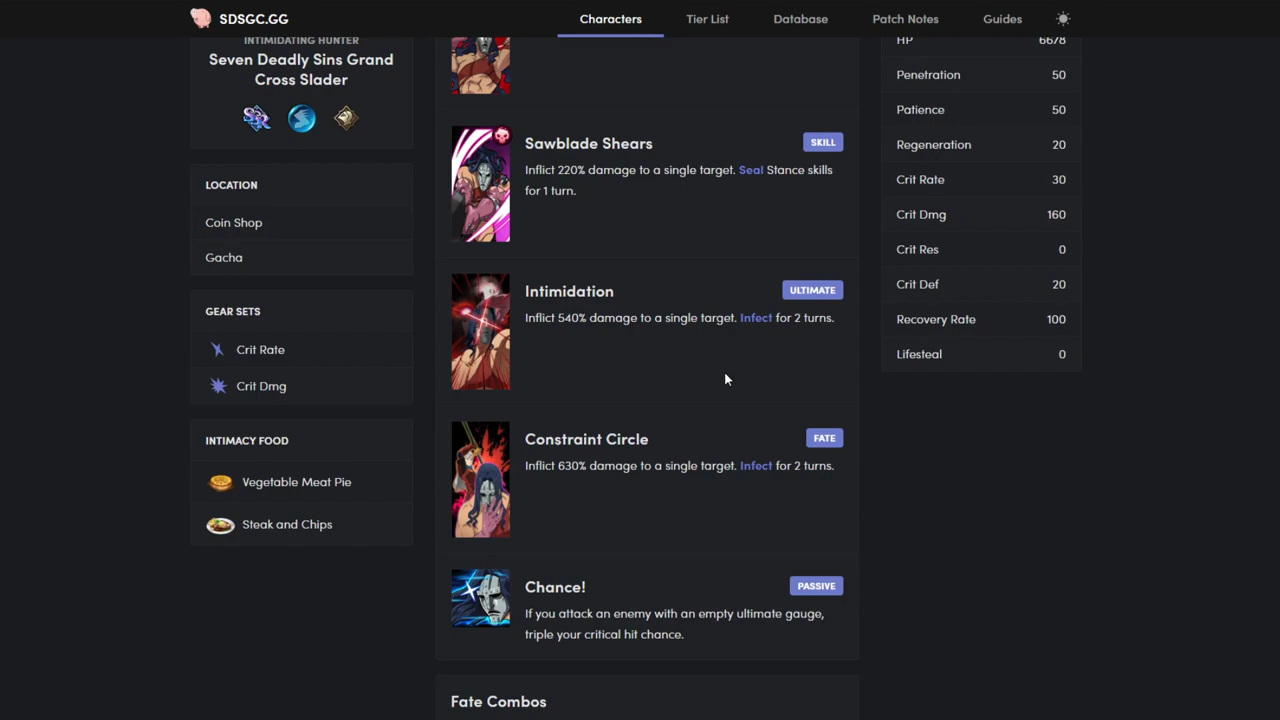 SDSGC.GG
Characters
Tier List
Database
Patch Notes
Guides
INTIMIDATING HUNTER
Seven Deadly Sins Grand
Cross Slader
SR
LOCATION
Coin Shop
Gacha
GEAR SETS
Crit Rate
Crit Dmg
INTIMACY FOOD
Vegetable Meat Pie
Steak and Chips
Sawblade Shears
SKILL
Inflict 220% damage to a single target. Seal Stance skills
for 1 turn.
Intimidation
ULTIMATE
Inflict 540% damage to a single target. Infect for 2 turns.
Constraint Circle
FATE
Inflict 630% damage to a single target. Infect for 2 turns.
Chance!
PASSIVE
If you attack an enemy with an empty ultimate gauge,
triple your critical hit chance.
Fate Combos
HP 6678
Penetration 50
Patience 50
Regeneration 20
Crit Rate 30
Crit Dmg 160
Crit Res 0
Crit Def 20
Recovery Rate 100
Lifesteal 0